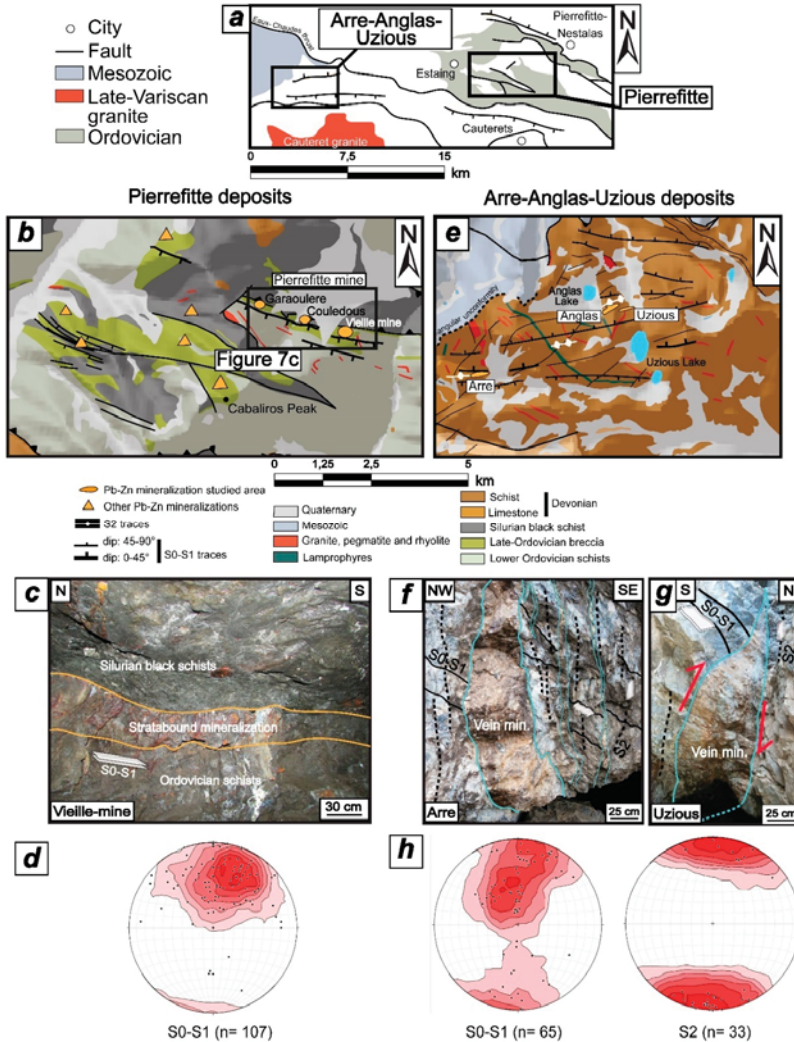 a
City
Fault
Mesozoic
Late-Variscan
granite
Ordovician
Arre-Anglas-
Uzious
Eaux-Chaudes thrust
Pierrefitte-
Nestalas
N
Estaing
Pierrefitte
Cauterets
Cauteret granite
0 7,5 15
km
Pierrefitte deposits
Arre-Anglas-Uzious deposits
b
N
Pierrefitte mine
Garaoulere
Couledous
Vieille mine
Figure 7c
Cabaliros Peak
e
N
angular unconformity
Anglas
Lake
Anglas
Uzious
Uzious Lake
Arre
0 1,25 2,5 5
km
Pb-Zn mineralization studied area
Other Pb-Zn mineralizations
S2 traces
dip: 45-90°
dip: 0-45°
S0-S1 traces
Quaternary
Mesozoic
Granite, pegmatite and rhyolite
Lamprophyres
Schist
Limestone
Devonian
Silurian black schist
Late-Ordovician breccia
Lower Ordovician schists
c
N S
Silurian black schists
Stratabound mineralization
S0-S1
Ordovician schists
Vieille-mine
30 cm
f
NW SE
S0-S1
Vein min.
S2
Arre
25 cm
g
S N
S0-S1
S2
Vein min.
Uzious
25 cm
d
S0-S1 (n= 107)
h
S0-S1 (n= 65)
S2 (n= 33)